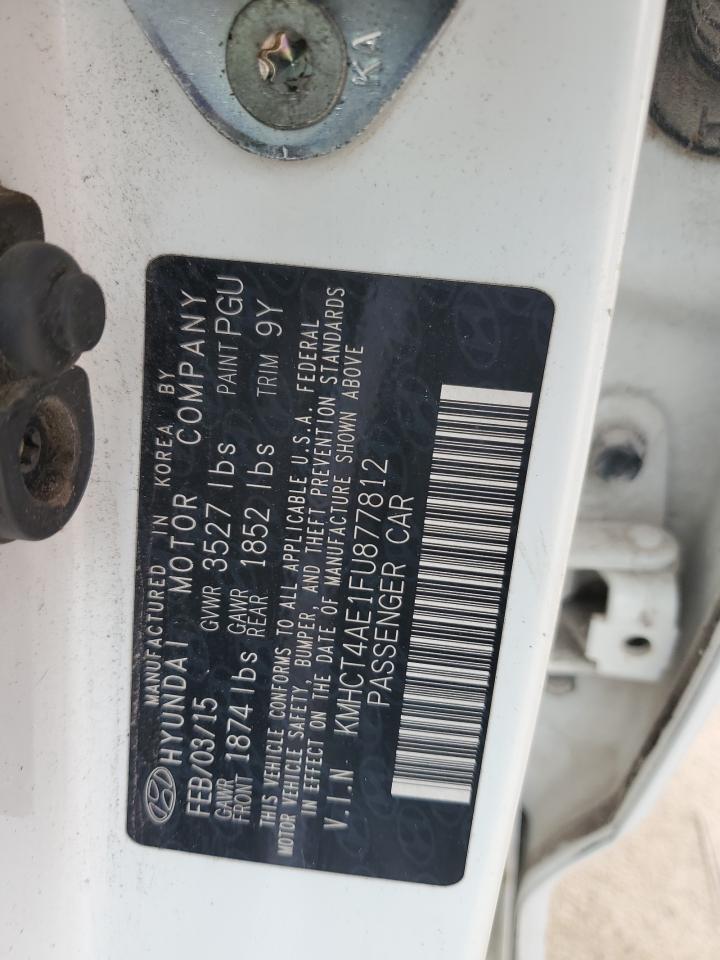 KA
MANUFACTURED IN KOREA BY
HYUNDAI MOTOR COMPANY
FEB/03/15 GVWR 3527 lbs PAINT PGU
GAWR FRONT 1874 lbs GAWR REAR 1852 lbs TRIM 9Y
THIS VEHICLE CONFORMS TO ALL APPLICABLE U.S.A. FEDERAL
MOTOR VEHICLE SAFETY, BUMPER, AND THEFT PREVENTION STANDARDS
IN EFFECT ON THE DATE OF MANUFACTURE SHOWN ABOVE
V.I.N KMHCT4AE1FU877812
PASSENGER CAR